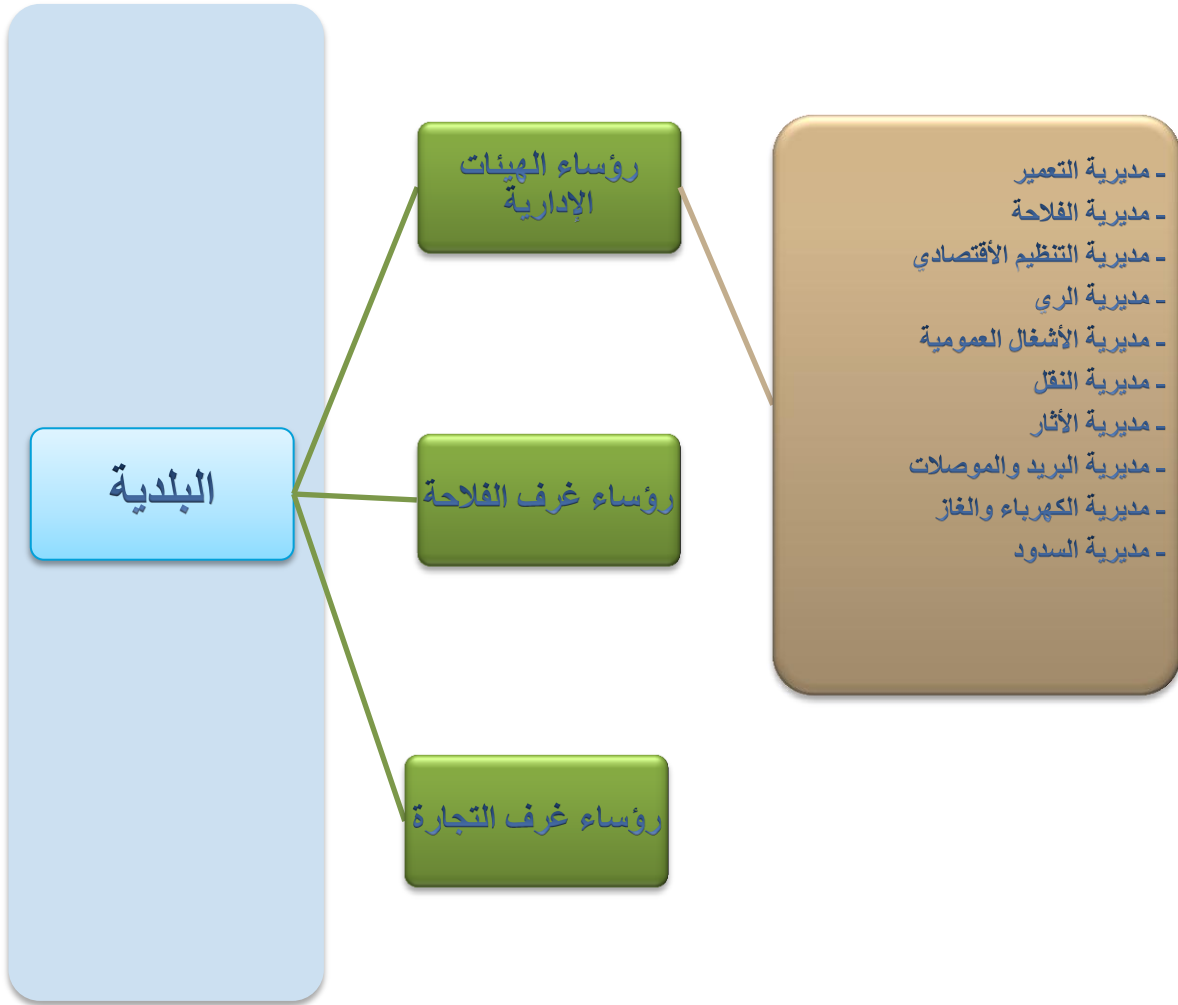 البلدية
رؤساء الهيئات
الإدارية
رؤساء غرف الفلاحة
رؤساء غرف التجارة
- مديرية التعمير
- مديرية الفلاحة
- مديرية التنظيم الأقتصادي
- مديرية الري
- مديرية الأشغال العمومية
- مديرية النقل
- مديرية الأثار
- مديرية البريد والموصلات
- مديرية الكهرباء والغاز
- مديرية السدود